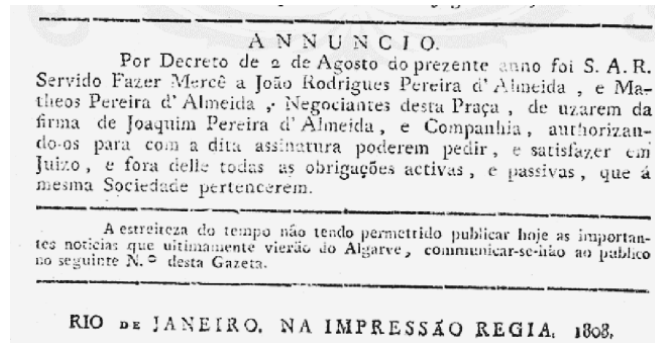 ANNUNCIO.
Por Decreto de 2 de Agosto do prezente anno foi S. A. R.
Servido Fazer Mercê a João Rodrigues Pereira d'Almeida, e Ma-
theos Pereira d'Almeida, Negociantes desta Praça, de uzarem da
firma de Joaquim Pereira d'Almeida, e Companhia, authorizan-
do-os para com a dita assinatura poderem pedir, e satisfazer em
Juizo, e fora delle todas as obrigações activas, e passivas, que á
mesma Sociedade pertencerem.
A estreiteza do tempo não tendo permettido publicar hoje as importan-
tes noticias que ultimamente vierão do Algarve, communicar-se-hão ao publico
no seguinte N.º desta Gazeta.
RIO DE JANEIRO. NA IMPRESSÃO REGIA. 1808.